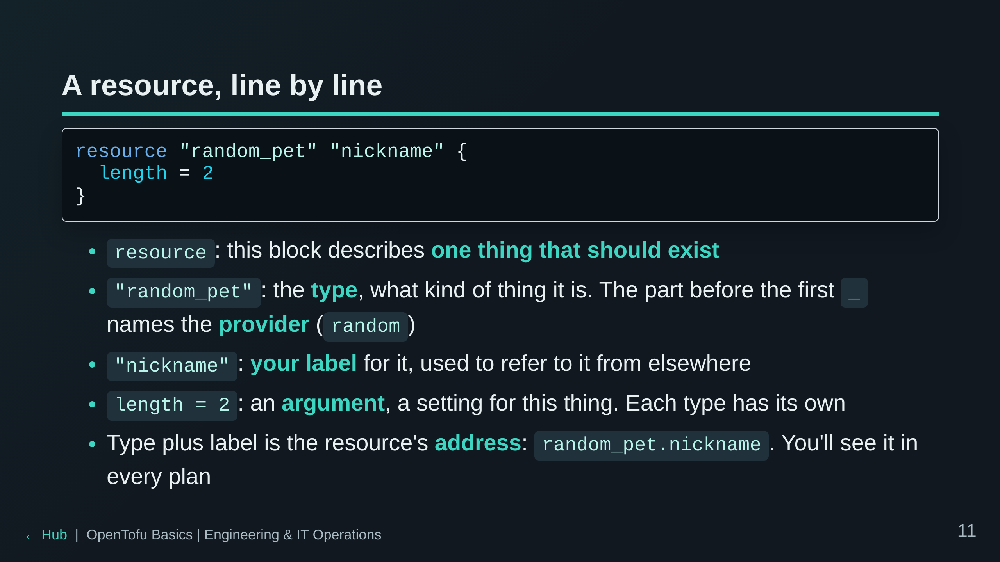 A resource, line by line
resource "random_pet" "nickname" {
  length = 2
}
• resource: this block describes one thing that should exist
• "random_pet": the type, what kind of thing it is. The part before the first _
names the provider (random)
• "nickname": your label for it, used to refer to it from elsewhere
• length = 2: an argument, a setting for this thing. Each type has its own
• Type plus label is the resource's address: random_pet.nickname. You'll see it in
every plan
← Hub | OpenTofu Basics | Engineering & IT Operations
11